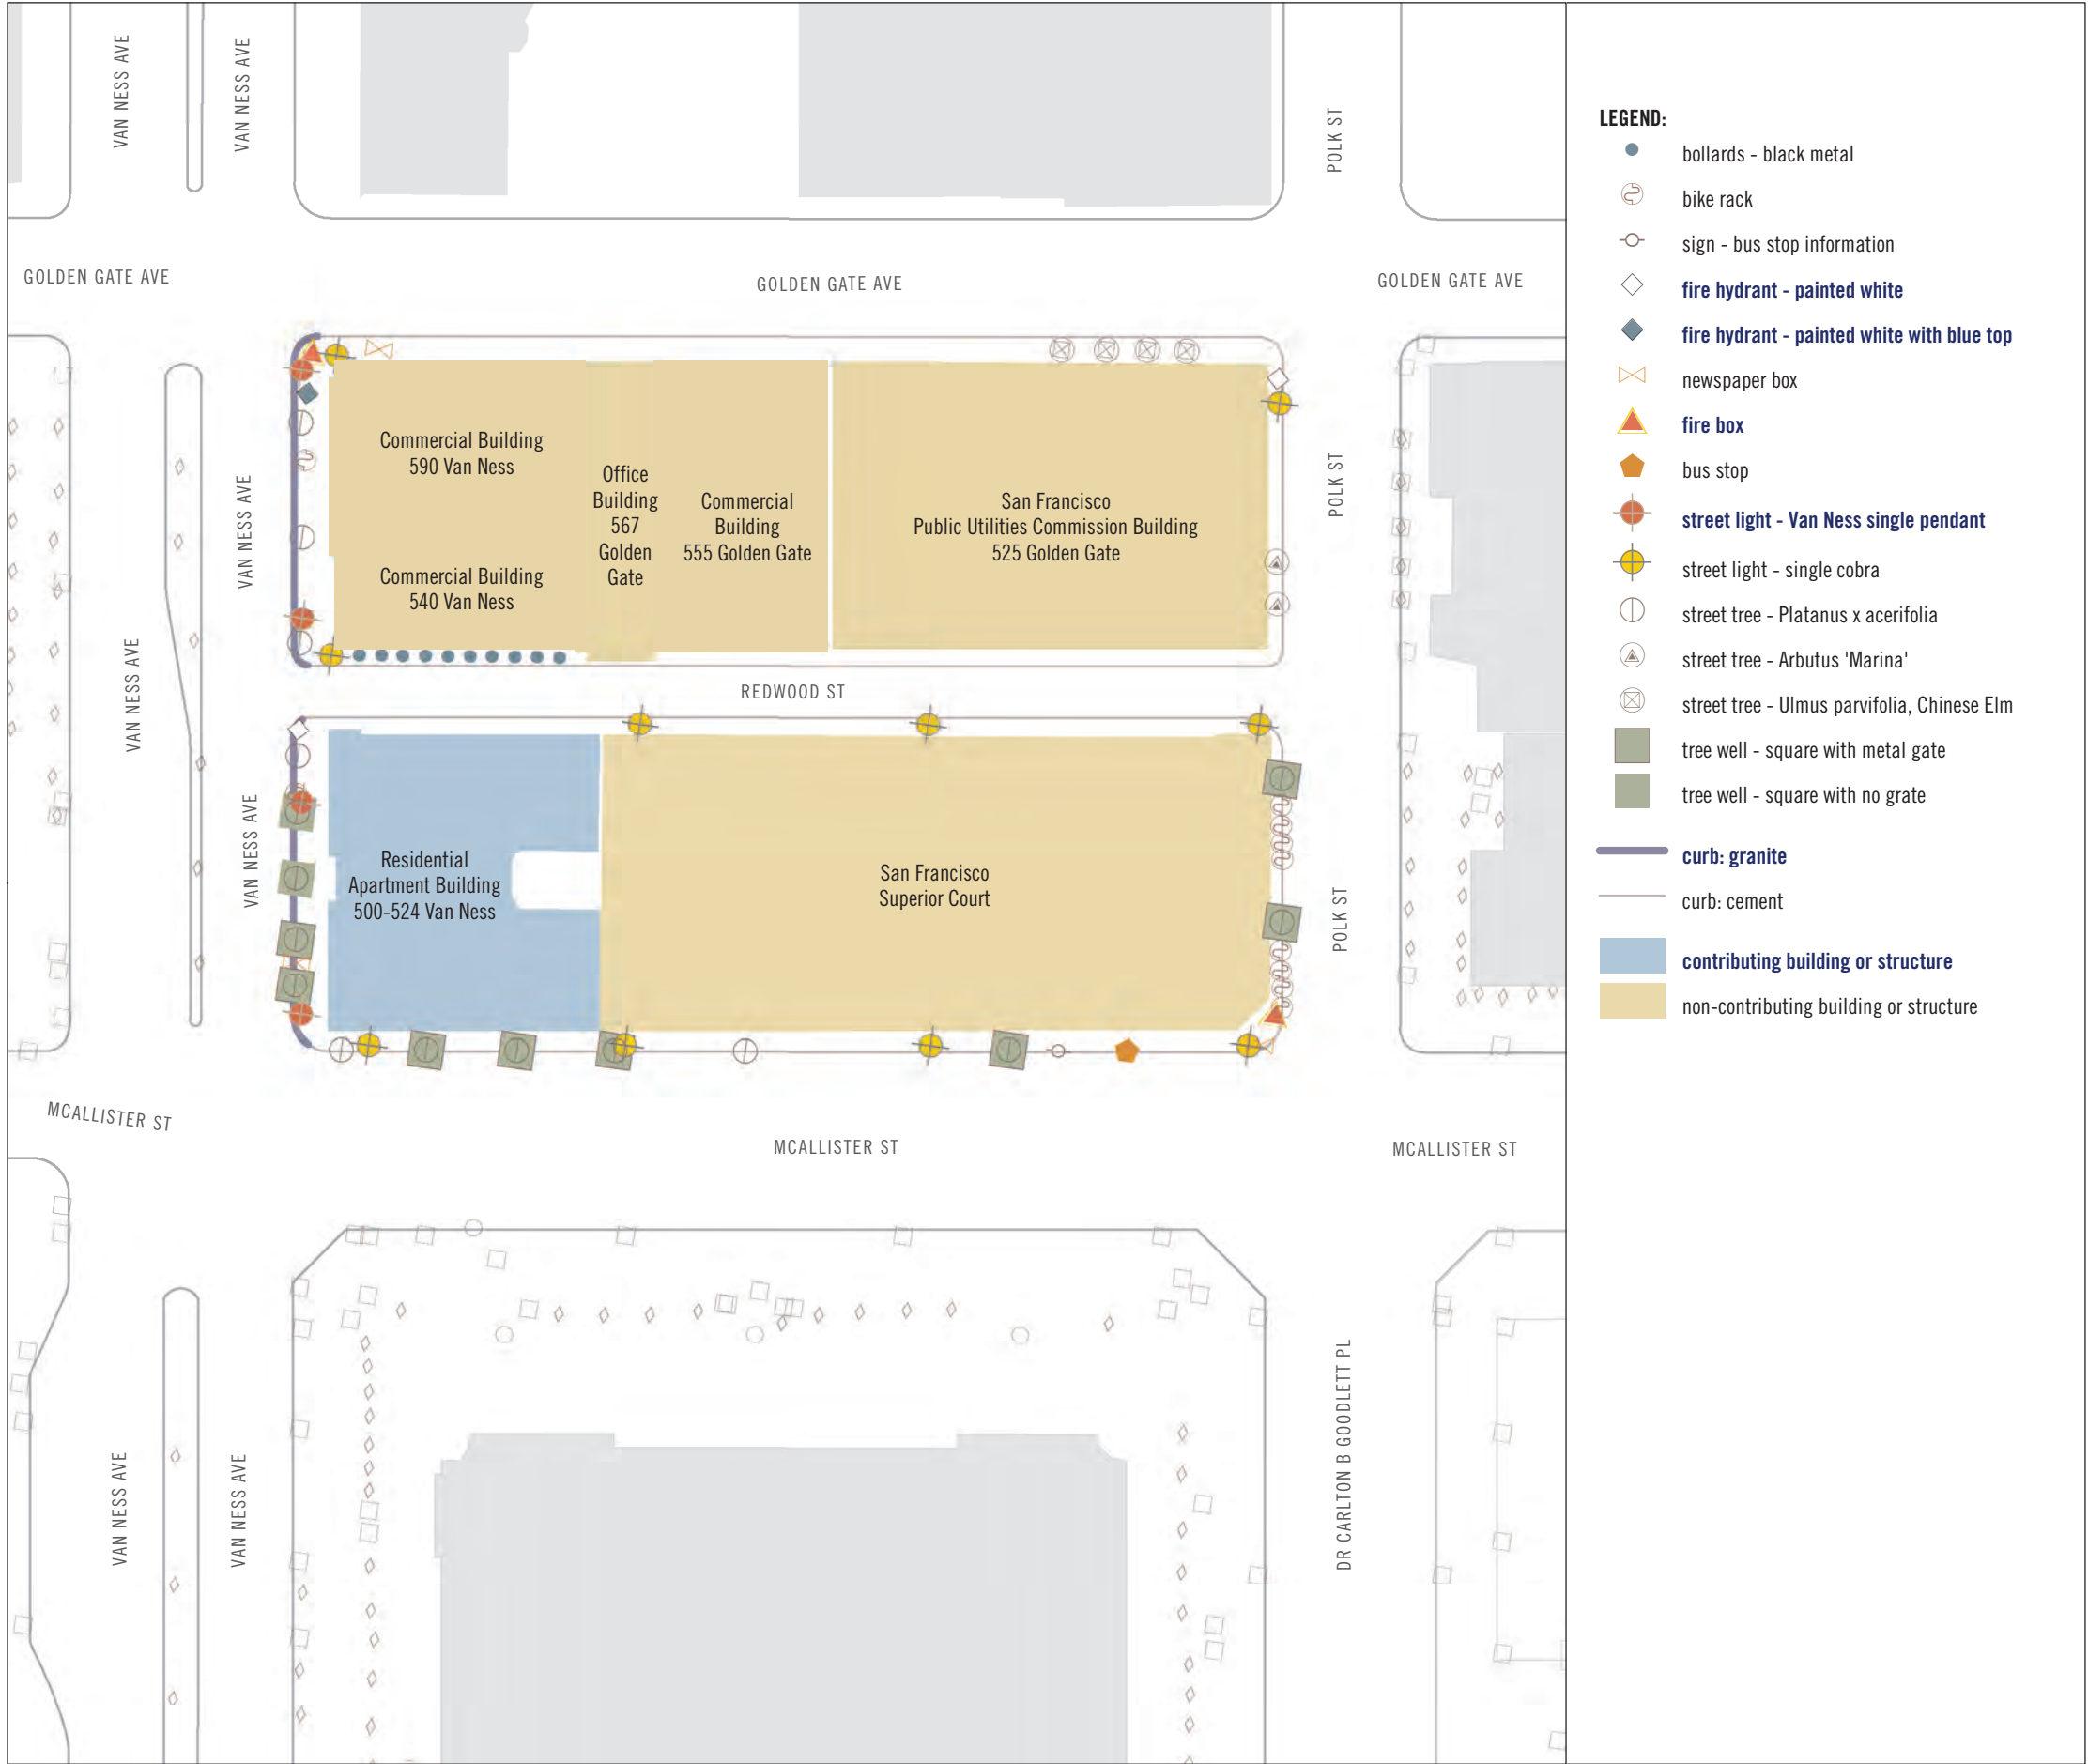 VAN NESS AVE
VAN NESS AVE
POLK ST
GOLDEN GATE AVE
GOLDEN GATE AVE
GOLDEN GATE AVE
Commercial Building
590 Van Ness
Office
Building
567
Golden
Gate
Commercial
Building
555 Golden Gate
San Francisco
Public Utilities Commission Building
525 Golden Gate
POLK ST
VAN NESS AVE
Commercial Building
540 Van Ness
VAN NESS AVE
REDWOOD ST
VAN NESS AVE
Residential
Apartment Building
500-524 Van Ness
San Francisco
Superior Court
POLK ST
MCALLISTER ST
MCALLISTER ST
MCALLISTER ST
VAN NESS AVE
VAN NESS AVE
DR CARLTON B GOODLETT PL
LEGEND:
bollards - black metal
bike rack
sign - bus stop information
fire hydrant - painted white
fire hydrant - painted white with blue top
newspaper box
fire box
bus stop
street light - Van Ness single pendant
street light - single cobra
street tree - Platanus x acerifolia
street tree - Arbutus 'Marina'
street tree - Ulmus parvifolia, Chinese Elm
tree well - square with metal gate
tree well - square with no grate
curb: granite
curb: cement
contributing building or structure
non-contributing building or structure